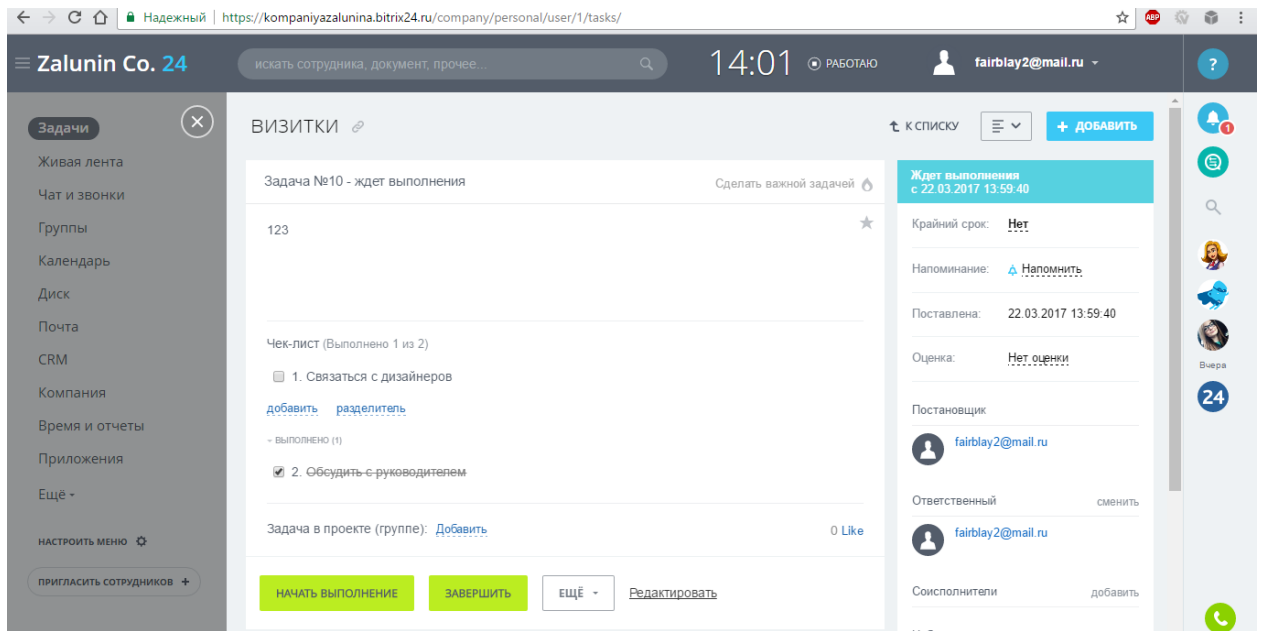 Надежный | https://kompaniyazalunina.bitrix24.ru/company/personal/user/1/tasks/
ABP
Zalunin Co. 24
искать сотрудника, документ, прочее...
14:01
РАБОТАЮ
fairblay2@mail.ru
?
Задачи
Живая лента
Чат и звонки
Группы
Календарь
Диск
Почта
CRM
Компания
Время и отчеты
Приложения
Ещё
НАСТРОИТЬ МЕНЮ
ПРИГЛАСИТЬ СОТРУДНИКОВ +
ВИЗИТКИ
К СПИСКУ
+ ДОБАВИТЬ
Задача №10 - ждет выполнения
Сделать важной задачей
123
Чек-лист (Выполнено 1 из 2)
1. Связаться с дизайнеров
добавить разделитель
ВЫПОЛНЕНО (1)
2. Обсудить с руководителем
Задача в проекте (группе): Добавить
0 Like
НАЧАТЬ ВЫПОЛНЕНИЕ
ЗАВЕРШИТЬ
ЕЩЁ
Редактировать
Ждет выполнения
с 22.03.2017 13:59:40
Крайний срок: Нет
Напоминание: Напомнить
Поставлена: 22.03.2017 13:59:40
Оценка: Нет оценки
Постановщик
fairblay2@mail.ru
Ответственный сменить
fairblay2@mail.ru
Соисполнители добавить
1
Вчера
24